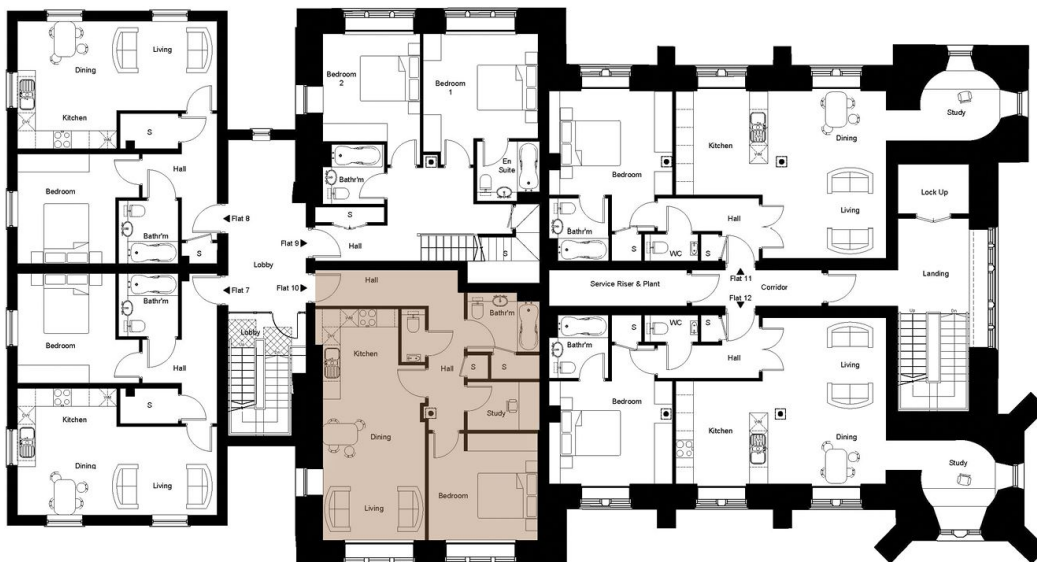 Living
Dining
Kitchen
S
Hall
Bedroom
Bathr'm
S
Flat 8
Lobby
Flat 7
Bathr'm
Bedroom
Hall
S
Kitchen
Dining
Living
Lobby
Up
Bedroom
2
Bedroom
1
Bathr'm
En
Suite
S
Flat 9
Hall
S
Flat 10
Hall
Bathr'm
Kitchen
Hall
S
S
Study
Dining
Living
Bedroom
Bedroom
Kitchen
Dining
Study
Living
Bathr'm
Hall
S
WC
S
Lock Up
Service Riser & Plant
Flat 11
Flat 12
Corridor
Landing
Up
Dn
Bathr'm
S
WC
S
Hall
Living
Bedroom
Kitchen
Dining
Study